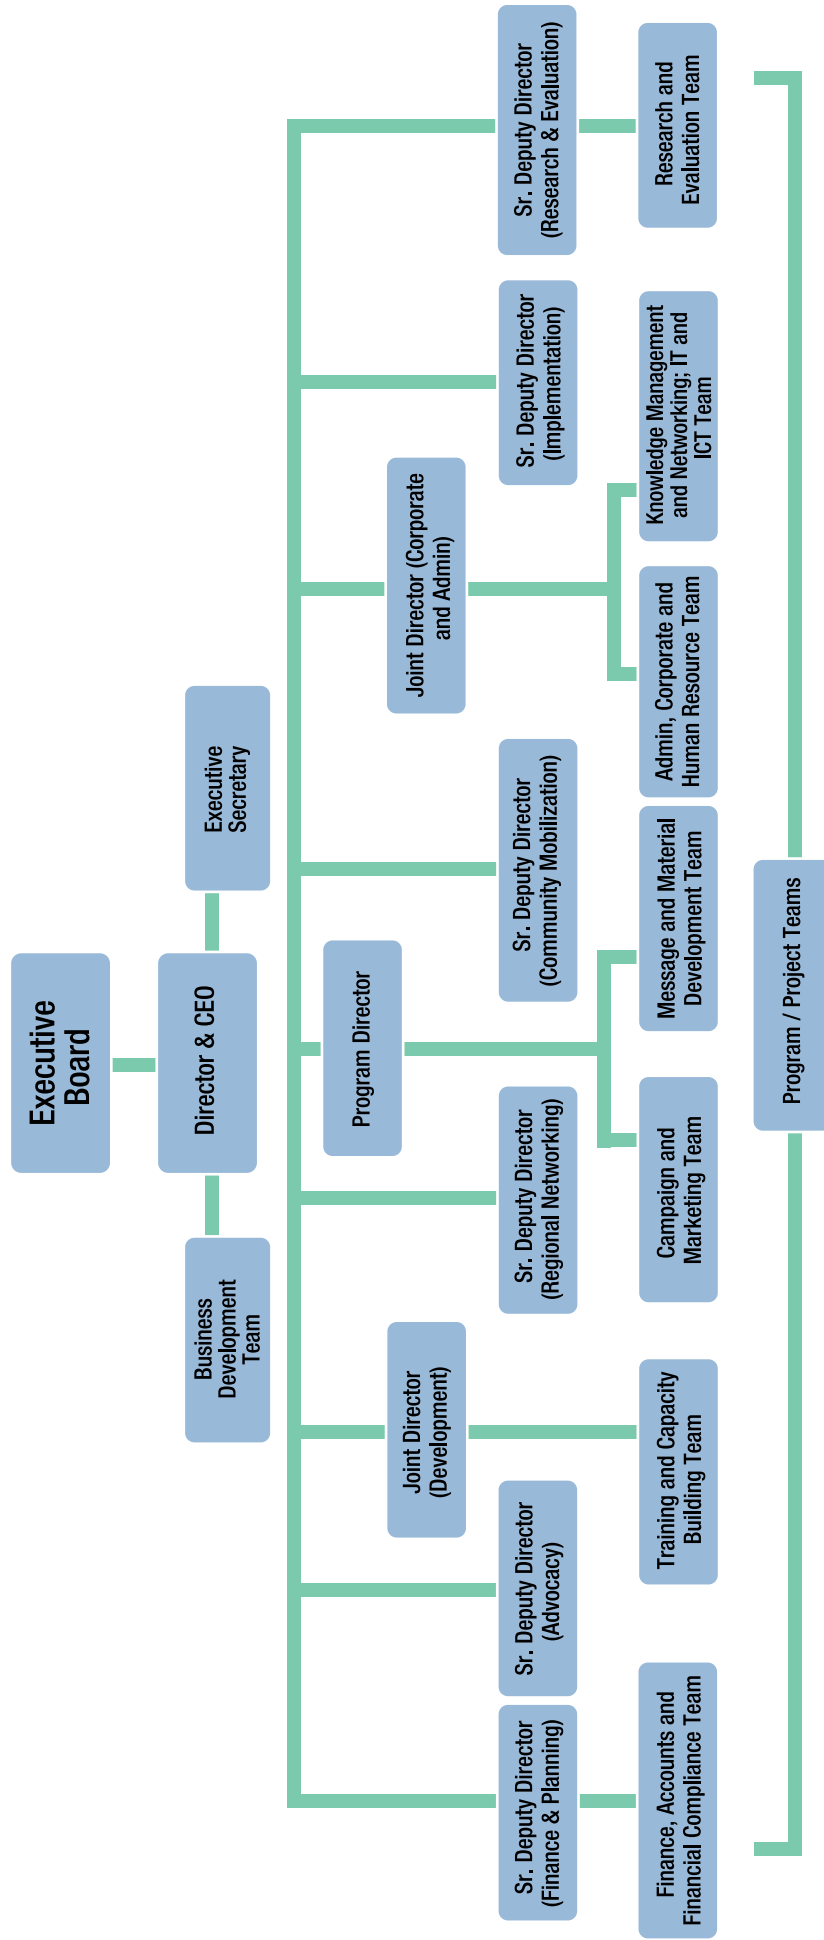 Executive
Board
Business
Development
Team
Director & CEO
Executive
Secretary
Program Director
Joint Director
(Development)
Joint Director (Corporate
and Admin)
Sr. Deputy Director
(Finance & Planning)
Sr. Deputy Director
(Advocacy)
Sr. Deputy Director
(Regional Networking)
Sr. Deputy Director
(Community Mobilization)
Sr. Deputy Director
(Implementation)
Sr. Deputy Director
(Research & Evaluation)
Finance, Accounts and
Financial Compliance Team
Training and Capacity
Building Team
Campaign and
Marketing Team
Message and Material
Development Team
Admin, Corporate and
Human Resource Team
Knowledge Management
and Networking; IT and
ICT Team
Research and
Evaluation Team
Program / Project Teams